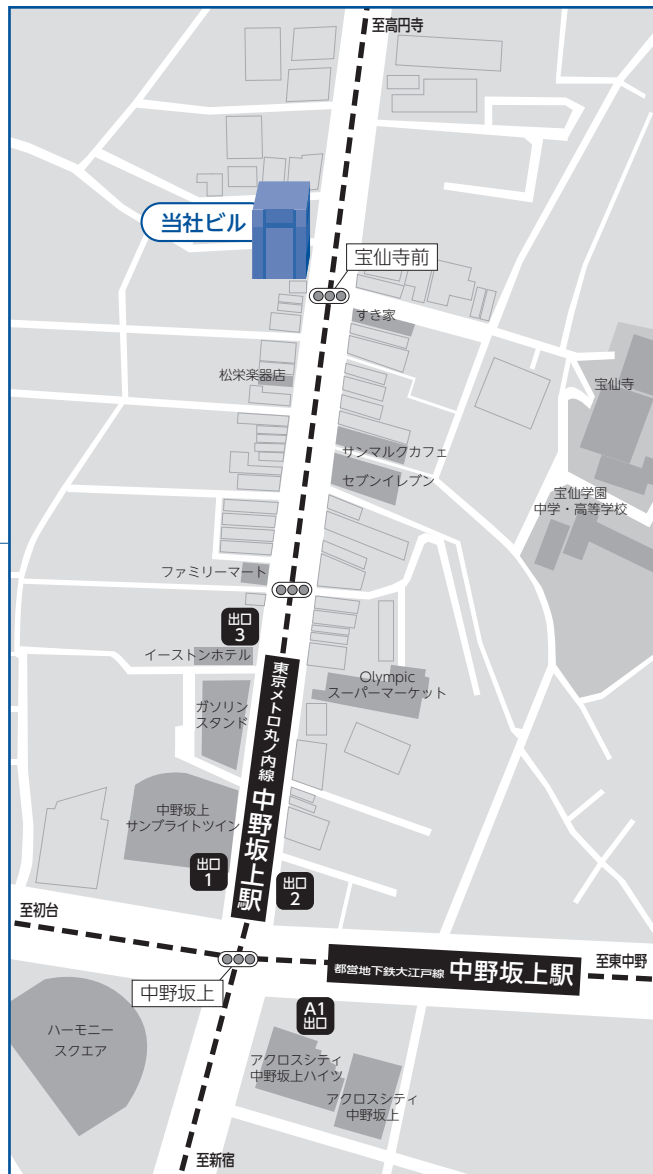 至高円寺
当社ビル
宝仙寺前
すき家
松栄楽器店
宝仙寺
サンマルクカフェ
セブンイレブン
宝仙学園
中学・高等学校
ファミリーマート
出口
3
イーストンホテル
東京メトロ丸ノ内線 中野坂上駅
Olympic
スーパーマーケット
ガソリン
スタンド
中野坂上
サンブライトツイン
出口
1
出口
2
至初台
都営地下鉄大江戸線 中野坂上駅
至東中野
中野坂上
A1
出口
ハーモニー
スクエア
アクロスシティ
中野坂上ハイツ
アクロスシティ
中野坂上
至新宿